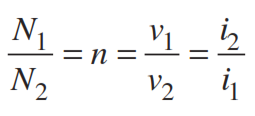 N₁/N₂ = n = v₁/v₂ = i₂/i₁